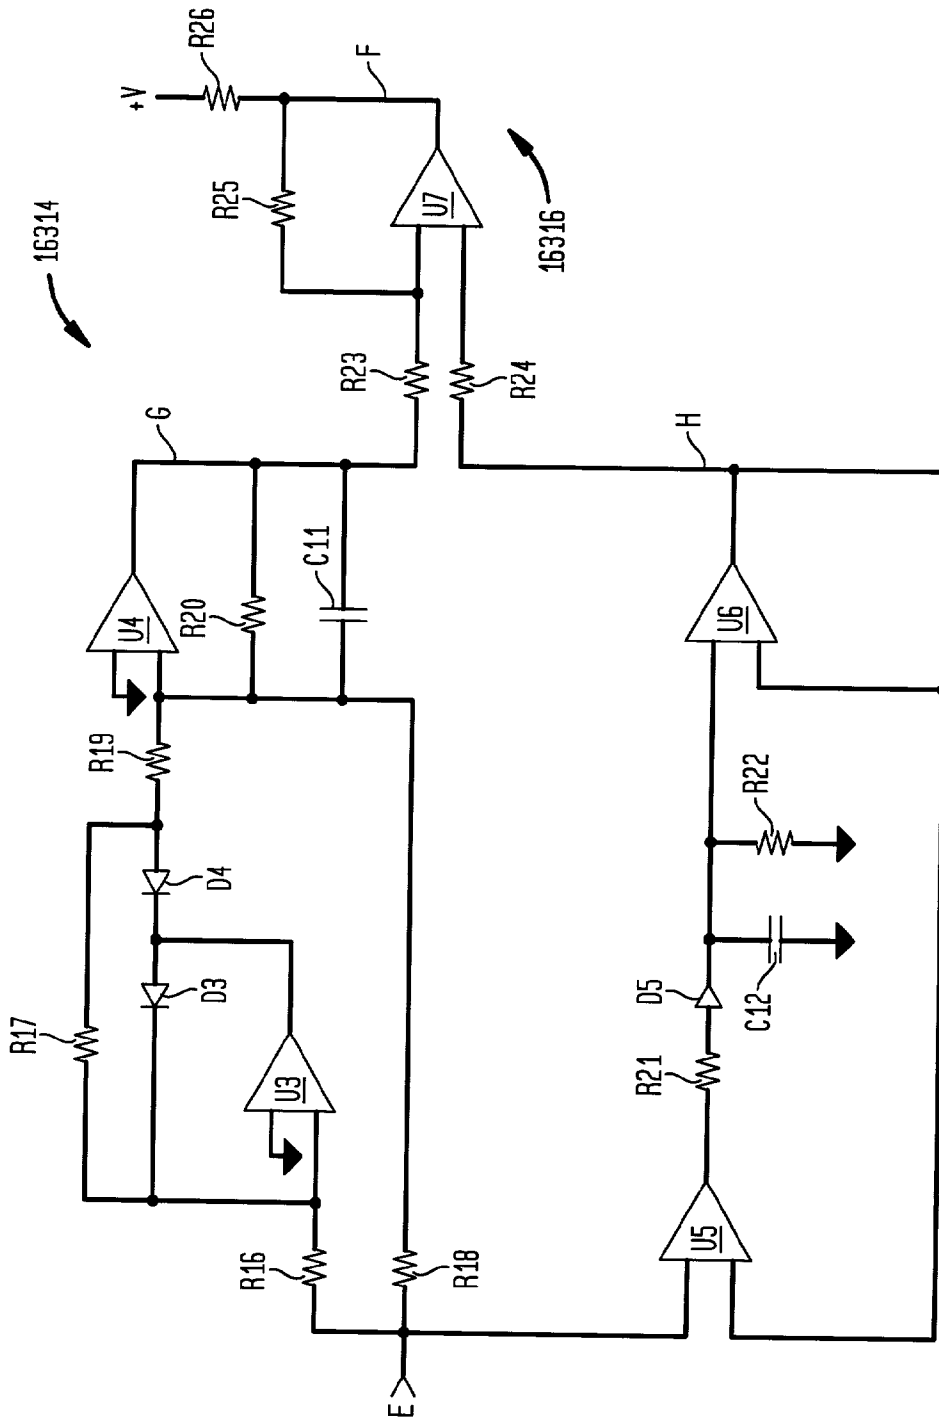 16314
+V
R26
R25
F
U7
16316
G
R23
R24
U4
R20
C11
H
R19
R17
D4
D3
U3
R16
R18
E
U6
R22
D5
C12
R21
U5